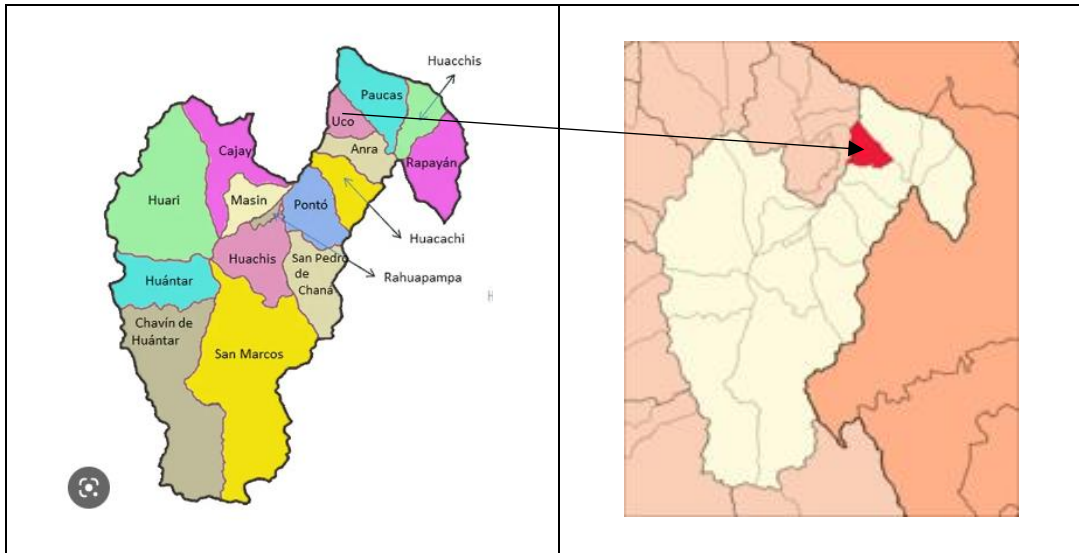 Huacchis
Paucas
Uco
Anra
Cajay
Rapayán
Huari
Masin
Pontó
Huacachi
Huachis
San Pedro
de
Chaná
Rahuapampa
Huántar
H
Chavín de
Huántar
San Marcos